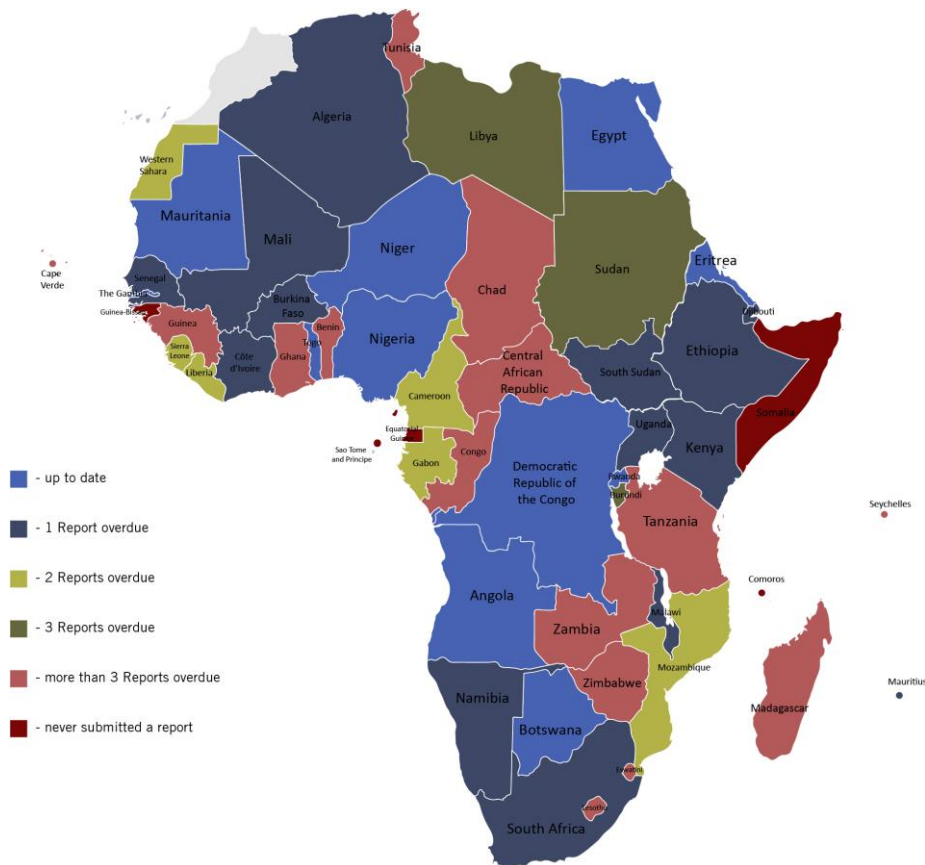 Tunisia
Algeria
Libya
Egypt
Western
Sahara
Mauritania
Mali
Niger
Chad
Sudan
Eritrea
Cape
Verde
Senegal
The Gambia
Guinea-Bissau
Guinea
Sierra
Leone
Liberia
Côte
d'Ivoire
Burkina
Faso
Ghana
Togo
Benin
Nigeria
Cameroon
Central
African
Republic
South Sudan
Ethiopia
Djibouti
Somalia
Equatorial
Guinea
Sao Tome
and Principe
Gabon
Congo
Democratic
Republic of
the Congo
Uganda
Kenya
Rwanda
Burundi
Tanzania
Seychelles
Comoros
Angola
Zambia
Malawi
Mozambique
Zimbabwe
Madagascar
Mauritius
Namibia
Botswana
Eswatini
Lesotho
South Africa
- up to date
- 1 Report overdue
- 2 Reports overdue
- 3 Reports overdue
- more than 3 Reports overdue
- never submitted a report